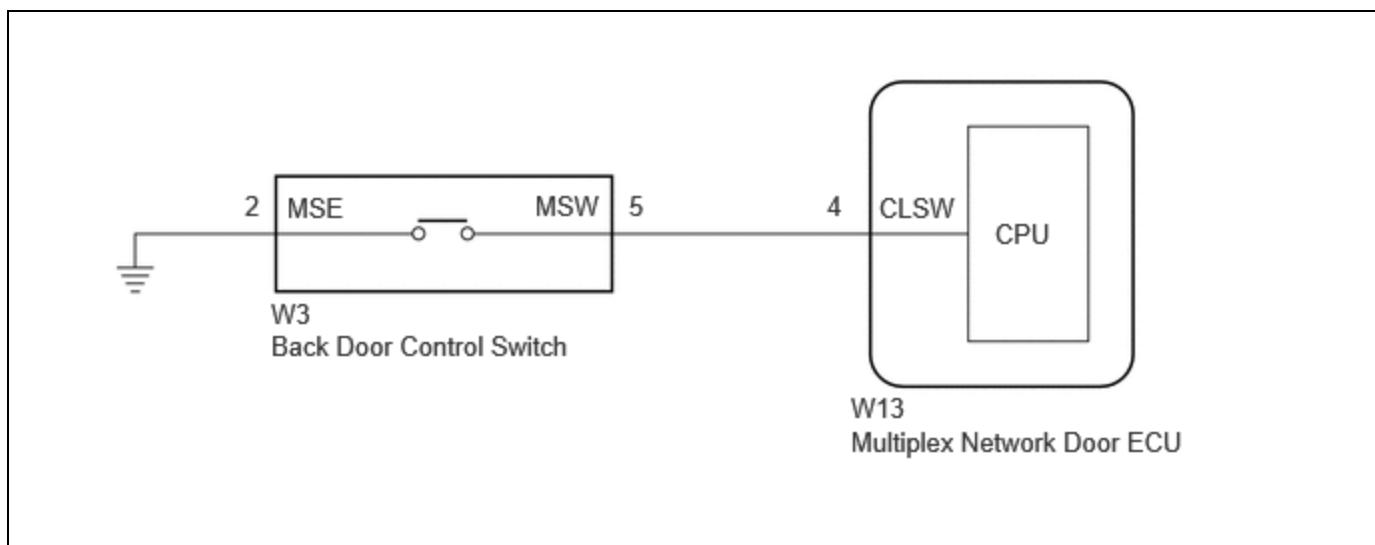 2 MSE MSW 5 4 CLSW
CPU
W3
Back Door Control Switch
W13
Multiplex Network Door ECU